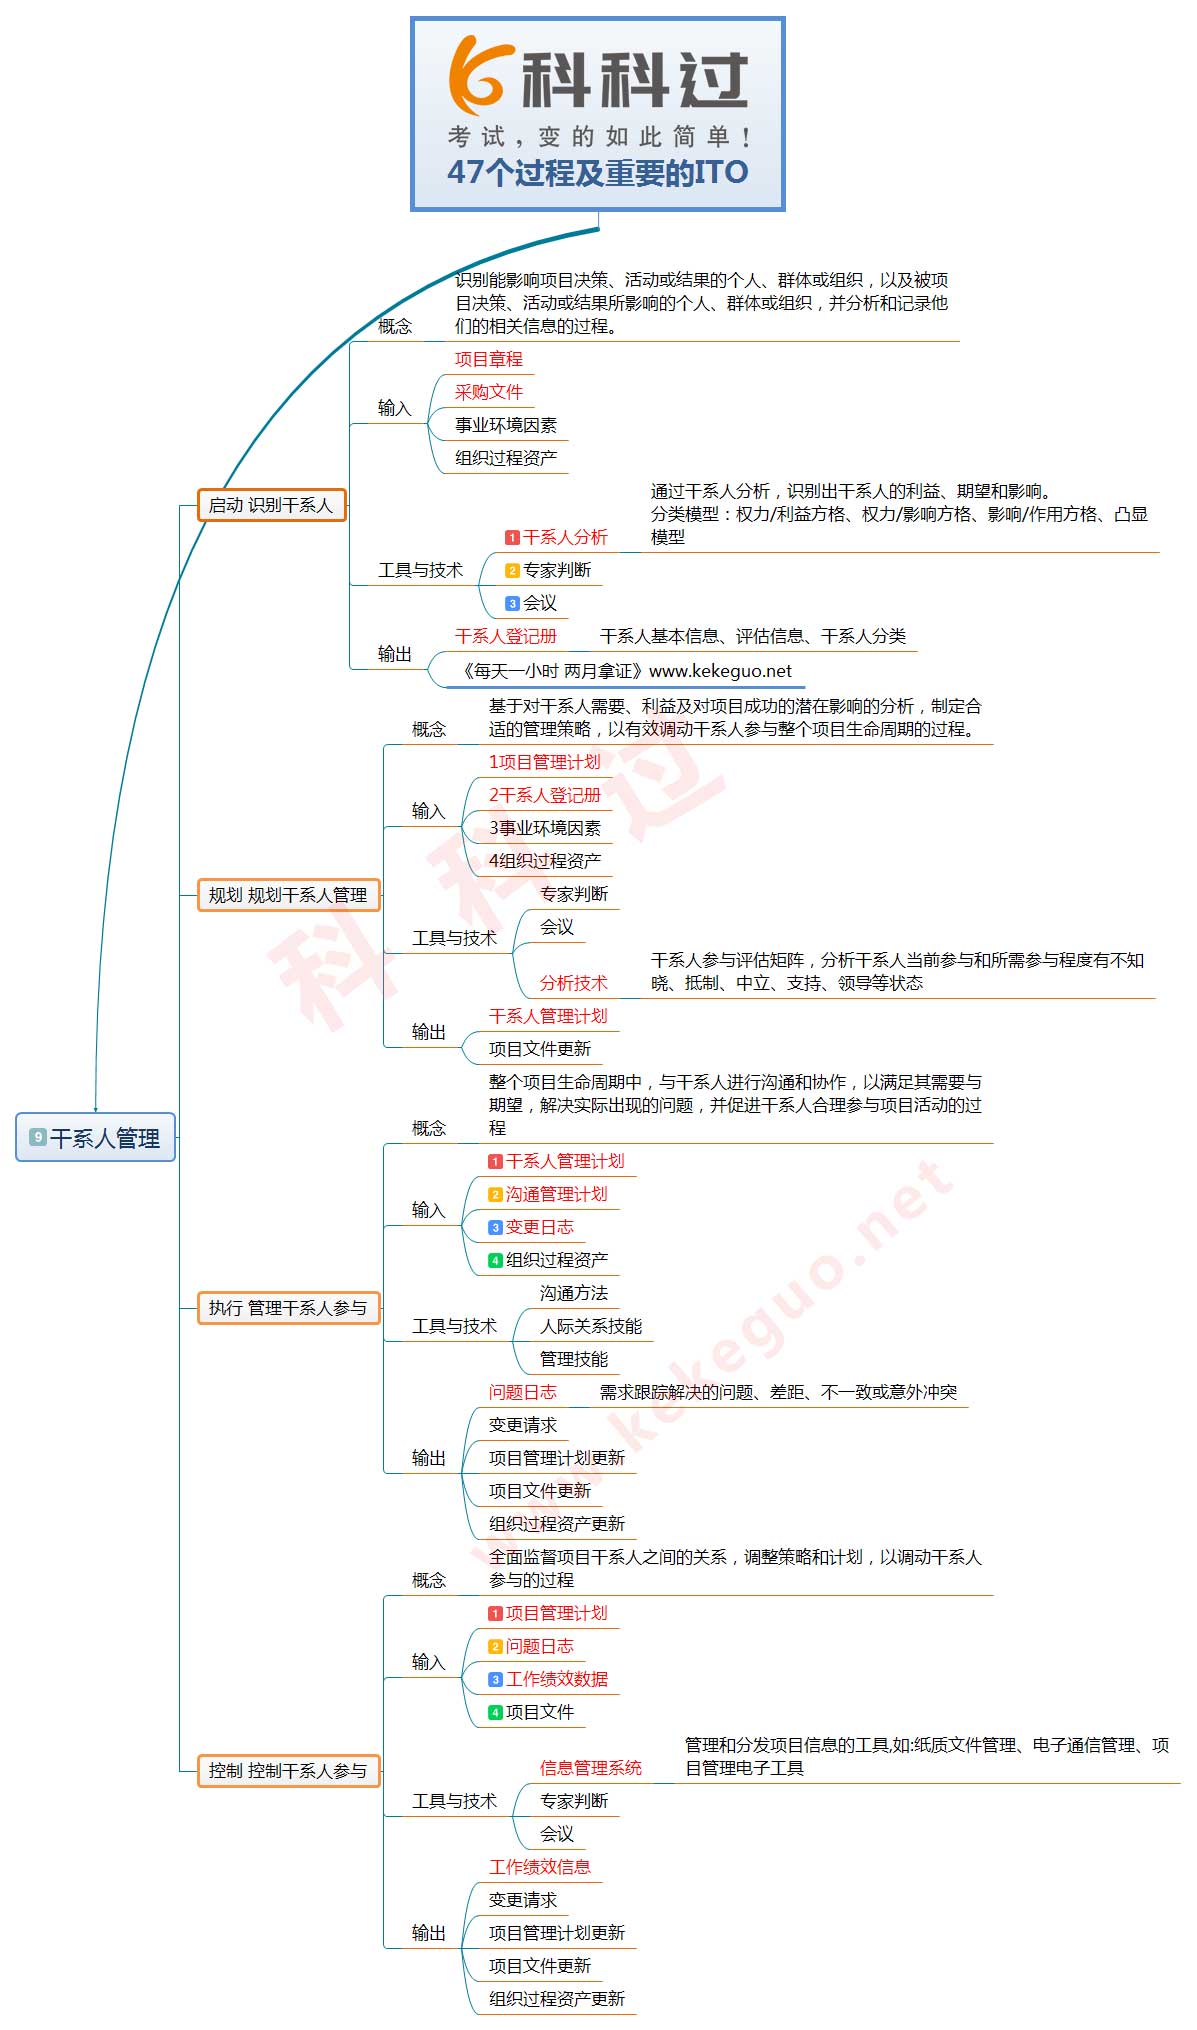 科科过
考试，变的如此简单！
47个过程及重要的ITO
9 干系人管理
启动 识别干系人
概念
识别能影响项目决策、活动或结果的个人、群体或组织，以及被项
目决策、活动或结果所影响的个人、群体或组织，并分析和记录他
们的相关信息的过程。
输入
项目章程
采购文件
事业环境因素
组织过程资产
工具与技术
1 干系人分析
通过干系人分析，识别出干系人的利益、期望和影响。
分类模型：权力/利益方格、权力/影响方格、影响/作用方格、凸显
模型
2 专家判断
3 会议
输出
干系人登记册
干系人基本信息、评估信息、干系人分类
《每天一小时 两月拿证》www.kekeguo.net
规划 规划干系人管理
概念
基于对干系人需要、利益及对项目成功的潜在影响的分析，制定合
适的管理策略，以有效调动干系人参与整个项目生命周期的过程。
输入
1项目管理计划
2干系人登记册
3事业环境因素
4组织过程资产
工具与技术
专家判断
会议
分析技术
干系人参与评估矩阵，分析干系人当前参与和所需参与程度有不知
晓、抵制、中立、支持、领导等状态
输出
干系人管理计划
项目文件更新
执行 管理干系人参与
概念
整个项目生命周期中，与干系人进行沟通和协作，以满足其需要与
期望，解决实际出现的问题，并促进干系人合理参与项目活动的过
程
输入
1 干系人管理计划
2 沟通管理计划
3 变更日志
4 组织过程资产
工具与技术
沟通方法
人际关系技能
管理技能
输出
问题日志
需求跟踪解决的问题、差距、不一致或意外冲突
变更请求
项目管理计划更新
项目文件更新
组织过程资产更新
控制 控制干系人参与
概念
全面监督项目干系人之间的关系，调整策略和计划，以调动干系人
参与的过程
输入
1 项目管理计划
2 问题日志
3 工作绩效数据
4 项目文件
工具与技术
信息管理系统
管理和分发项目信息的工具,如:纸质文件管理、电子通信管理、项
目管理电子工具
专家判断
会议
输出
工作绩效信息
变更请求
项目管理计划更新
项目文件更新
组织过程资产更新
科科过
www.kekeguo.net